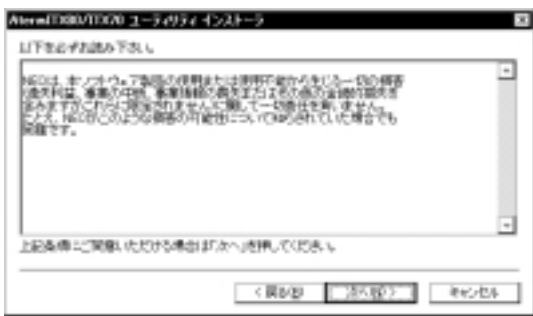 AtermIT80/ITX70 ユーティリティ インストーラ
以下を必ずお読み下さい。
NECは、本ソフトウェア製品の使用または使用不能から生じる一切の損害
(逸失利益、事業の中断、事業情報の喪失またはその他の金銭的損失を
含みますがこれらに限定されません)に関して一切責任を負いません。
たとえ、NECがこのような損害の可能性について知らされていた場合でも
同様です。
上記条項にご同意いただける場合は「次へ」を押してください。
< 戻る(B)
次へ(N) >
キャンセル